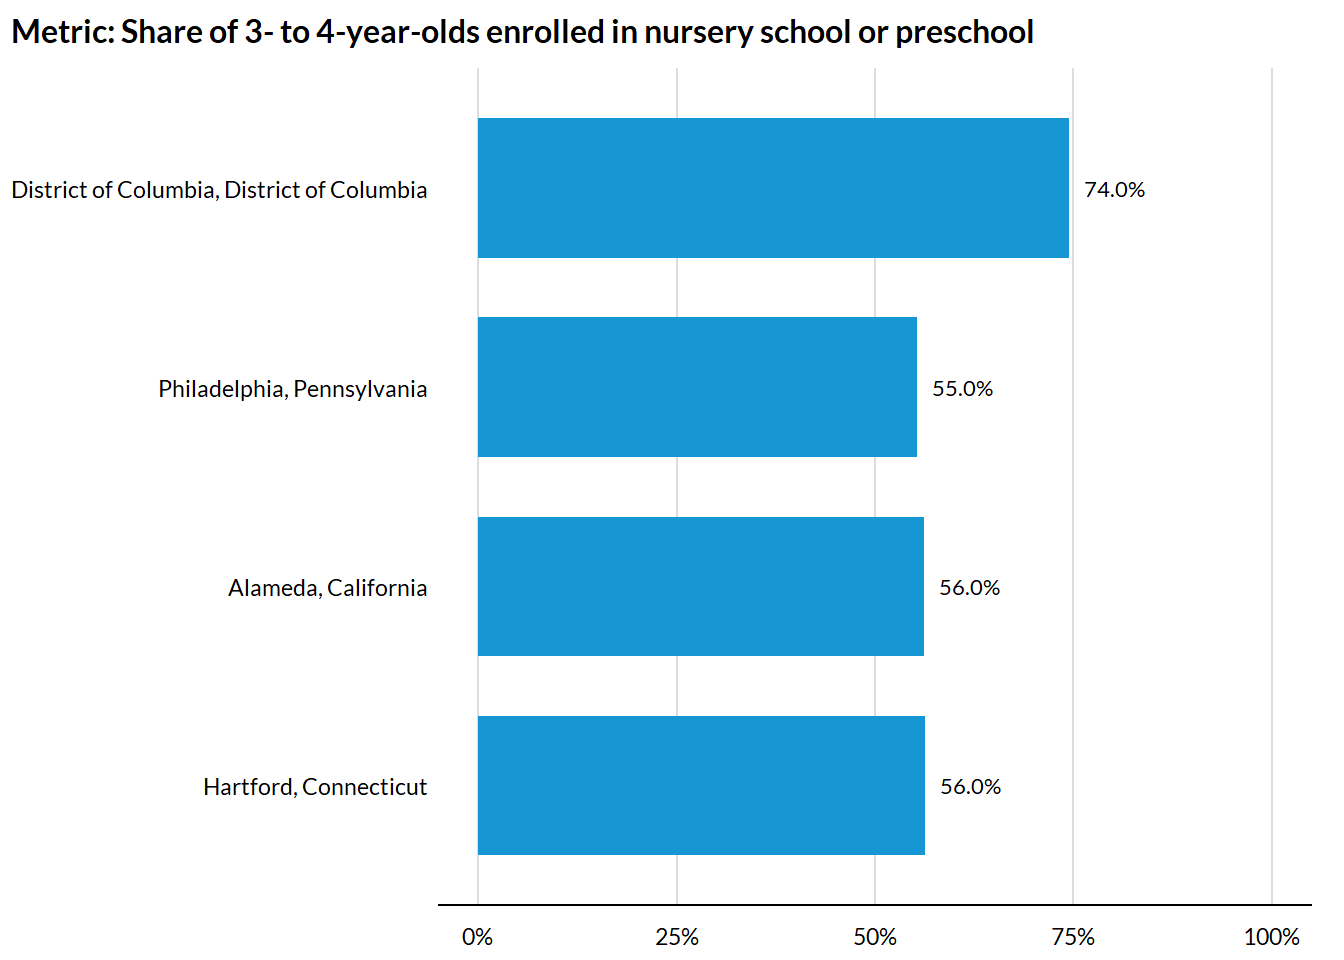 Metric: Share of 3- to 4-year-olds enrolled in nursery school or preschool
District of Columbia, District of Columbia
74.0%
Philadelphia, Pennsylvania
55.0%
Alameda, California
56.0%
Hartford, Connecticut
56.0%
0%
25%
50%
75%
100%